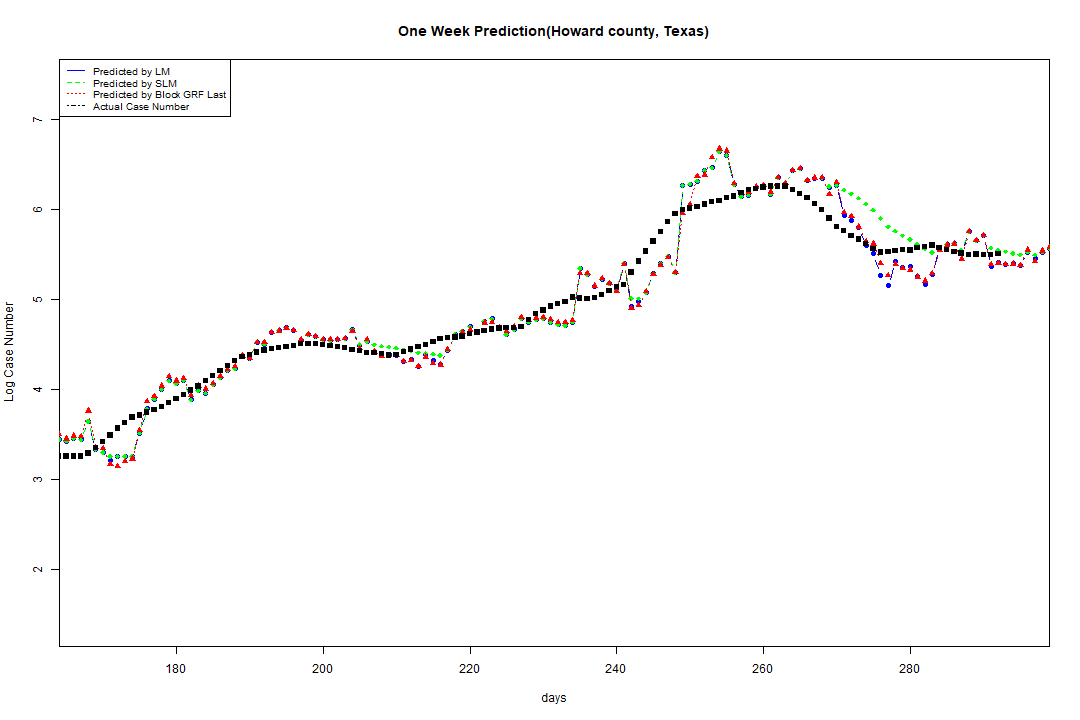 One Week Prediction(Howard county, Texas)
Predicted by LM
Predicted by SLM
Predicted by Block GRF Last
Actual Case Number
7
6
5
4
3
2
Log Case Number
180 200 220 240 260 280
days